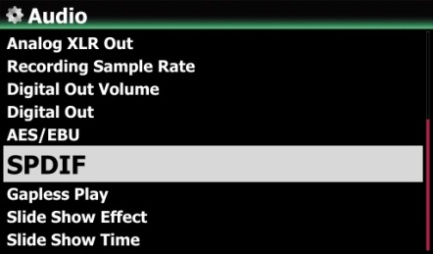 Audio
Analog XLR Out
Recording Sample Rate
Digital Out Volume
Digital Out
AES/EBU
SPDIF
Gapless Play
Slide Show Effect
Slide Show Time